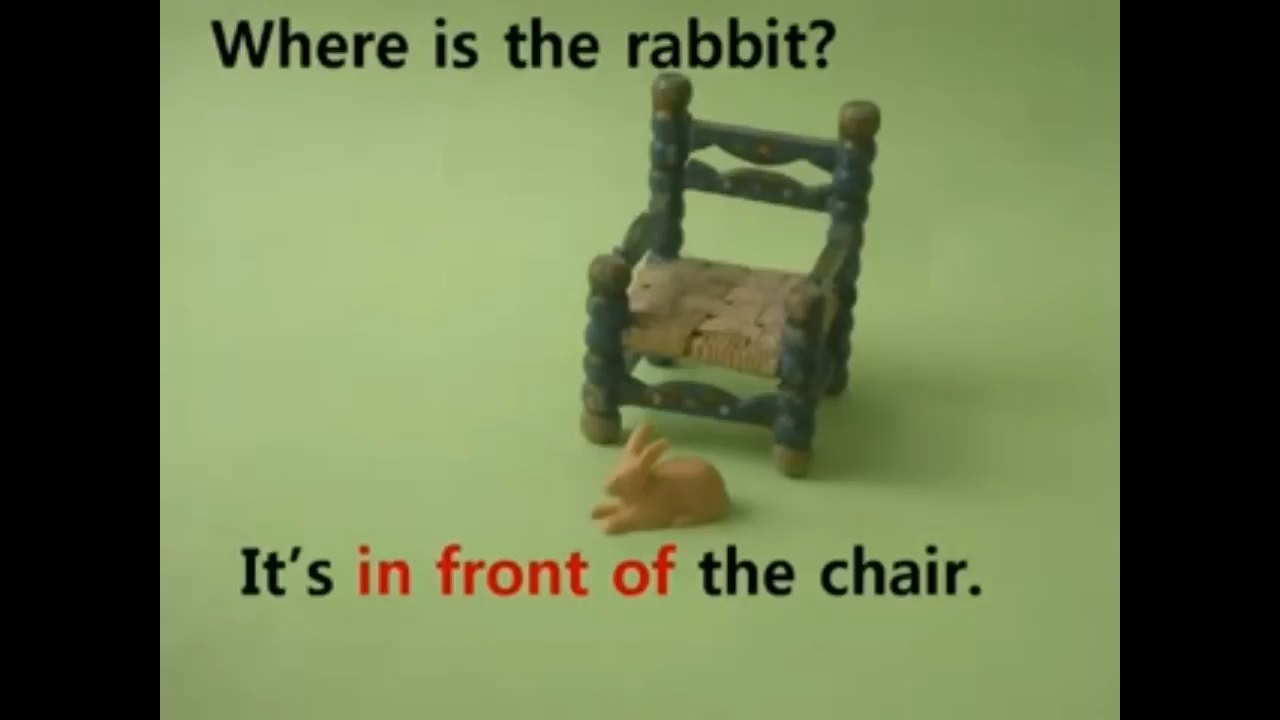 Where is the rabbit?
It's in front of the chair.